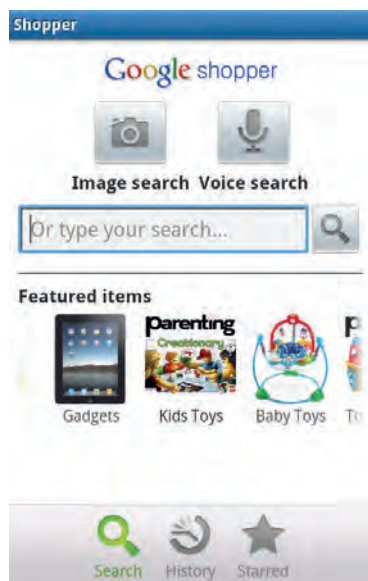 Shopper
Google shopper
Image search Voice search
Or type your search...
Featured items
parenting
Creationary
Gadgets Kids Toys Baby Toys To
Search History Starred